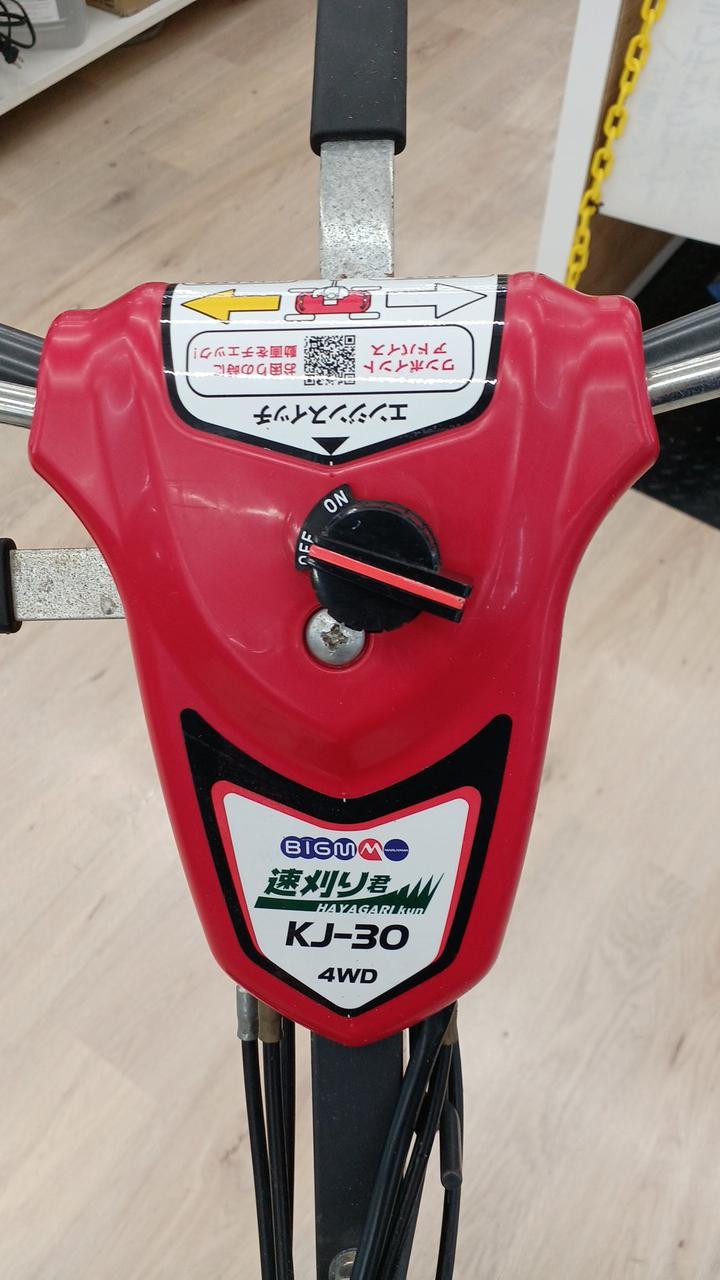 ワンポイント
アドバイス
お困りの時に
動画をチェック!
エンジンスイッチ
ON
OFF
BIGM
速刈り君
HAYAGARI kun
KJ-30
4WD